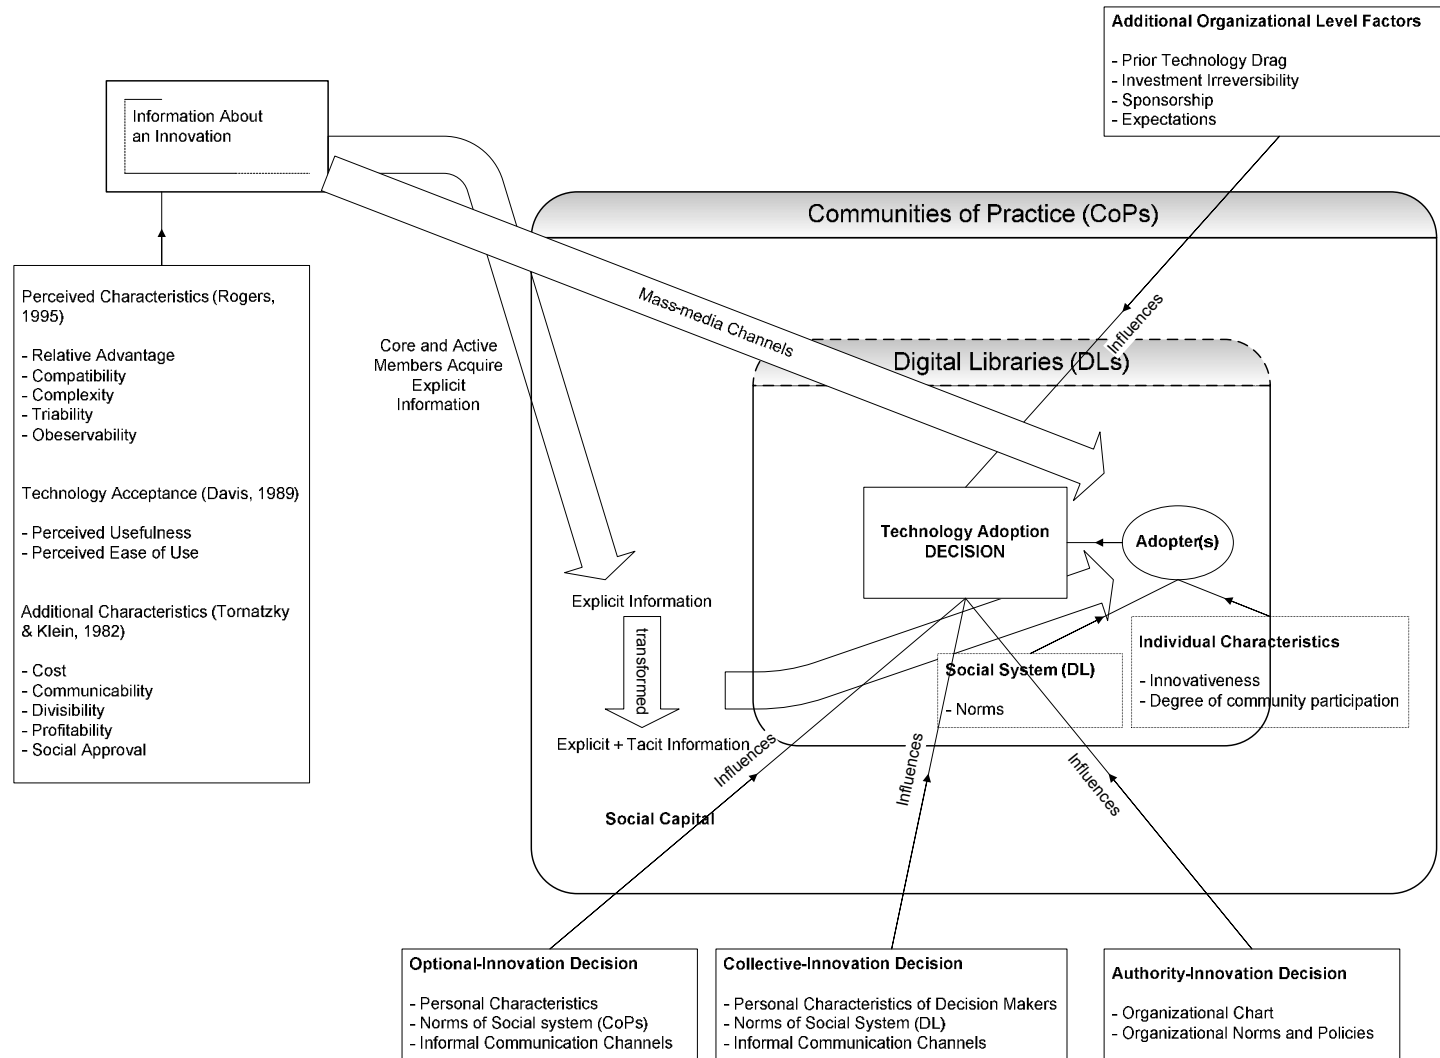 Additional Organizational Level Factors
- Prior Technology Drag
- Investment Irreversibility
- Sponsorship
- Expectations
Information About
an Innovation
Communities of Practice (CoPs)
Perceived Characteristics (Rogers,
1995)
- Relative Advantage
- Compatibility
- Complexity
- Triability
- Obeservability
Technology Acceptance (Davis, 1989)
- Perceived Usefulness
- Perceived Ease of Use
Additional Characteristics (Tornatzky
& Klein, 1982)
- Cost
- Communicability
- Divisibility
- Profitability
- Social Approval
Mass-media Channels
Influences
Core and Active
Members Acquire
Explicit
Information
Digital Libraries (DLs)
Technology Adoption
DECISION
Adopter(s)
Explicit Information
transformed
Explicit + Tacit Information
Social System (DL)
- Norms
Individual Characteristics
- Innovativeness
- Degree of community participation
Influences
Influences
Influences
Social Capital
Optional-Innovation Decision
- Personal Characteristics
- Norms of Social system (CoPs)
- Informal Communication Channels
Collective-Innovation Decision
- Personal Characteristics of Decision Makers
- Norms of Social System (DL)
- Informal Communication Channels
Authority-Innovation Decision
- Organizational Chart
- Organizational Norms and Policies